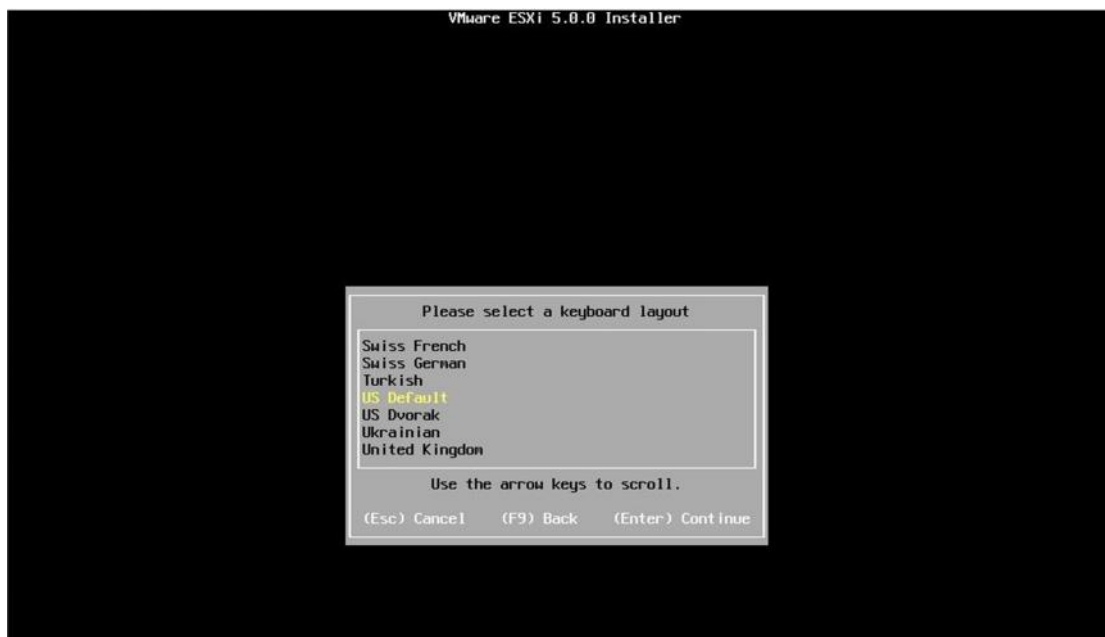 VMware ESXi 5.0.0 Installer
Please select a keyboard layout
Swiss French
Swiss German
Turkish
US Default
US Dvorak
Ukrainian
United Kingdom
Use the arrow keys to scroll.
(Esc) Cancel (F9) Back (Enter) Continue